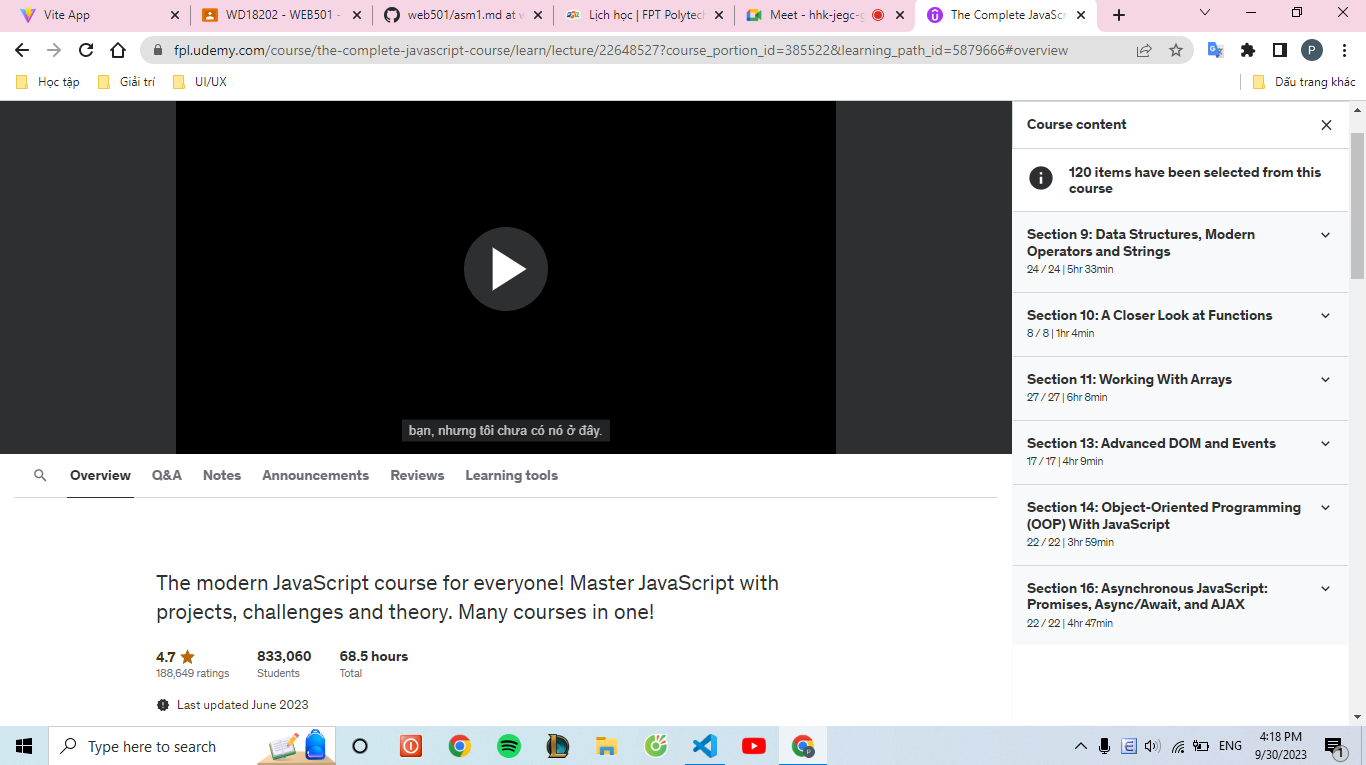 Vite App
WD18202 - WEB501 -
web501/asm1.md at
Lịch học | FPT Polytech
Meet - hhk-jegc-
The Complete JavaScr
fpl.udemy.com/course/the-complete-javascript-course/learn/lecture/22648527?course_portion_id=385522&learning_path_id=5879666#overview
P
Học tập
Giải trí
UI/UX
Dấu trang khác
bạn, nhưng tôi chưa có nó ở đây.
Overview
Q&A
Notes
Announcements
Reviews
Learning tools
The modern JavaScript course for everyone! Master JavaScript with
projects, challenges and theory. Many courses in one!
4.7
833,060
68.5 hours
188,649 ratings
Students
Total
Last updated June 2023
Course content
120 items have been selected from this
course
Section 9: Data Structures, Modern
Operators and Strings
24 / 24 | 5hr 33min
Section 10: A Closer Look at Functions
8 / 8 | 1hr 4min
Section 11: Working With Arrays
27 / 27 | 6hr 8min
Section 13: Advanced DOM and Events
17 / 17 | 4hr 9min
Section 14: Object-Oriented Programming
(OOP) With JavaScript
22 / 22 | 3hr 59min
Section 16: Asynchronous JavaScript:
Promises, Async/Await, and AJAX
22 / 22 | 4hr 47min
Type here to search
ENG
4:18 PM
9/30/2023
1